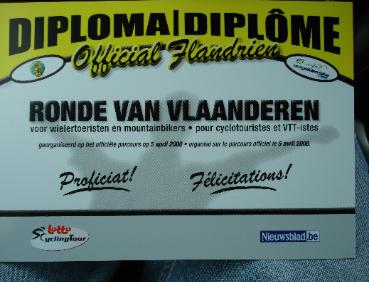 DIPLOMA|DIPLÔME
Official Flandrien
RONDE VAN VLAANDEREN
voor wielertoeristen en mountainbikers • pour cyclotouristes et VTT-istes
georganiseerd op het officiële parcours op 5 april 2008 • organisé sur le parcours officiel le 5 avril 2008.
Proficiat! Félicitations!
lotto
CyclingTour
Nieuwsblad.be